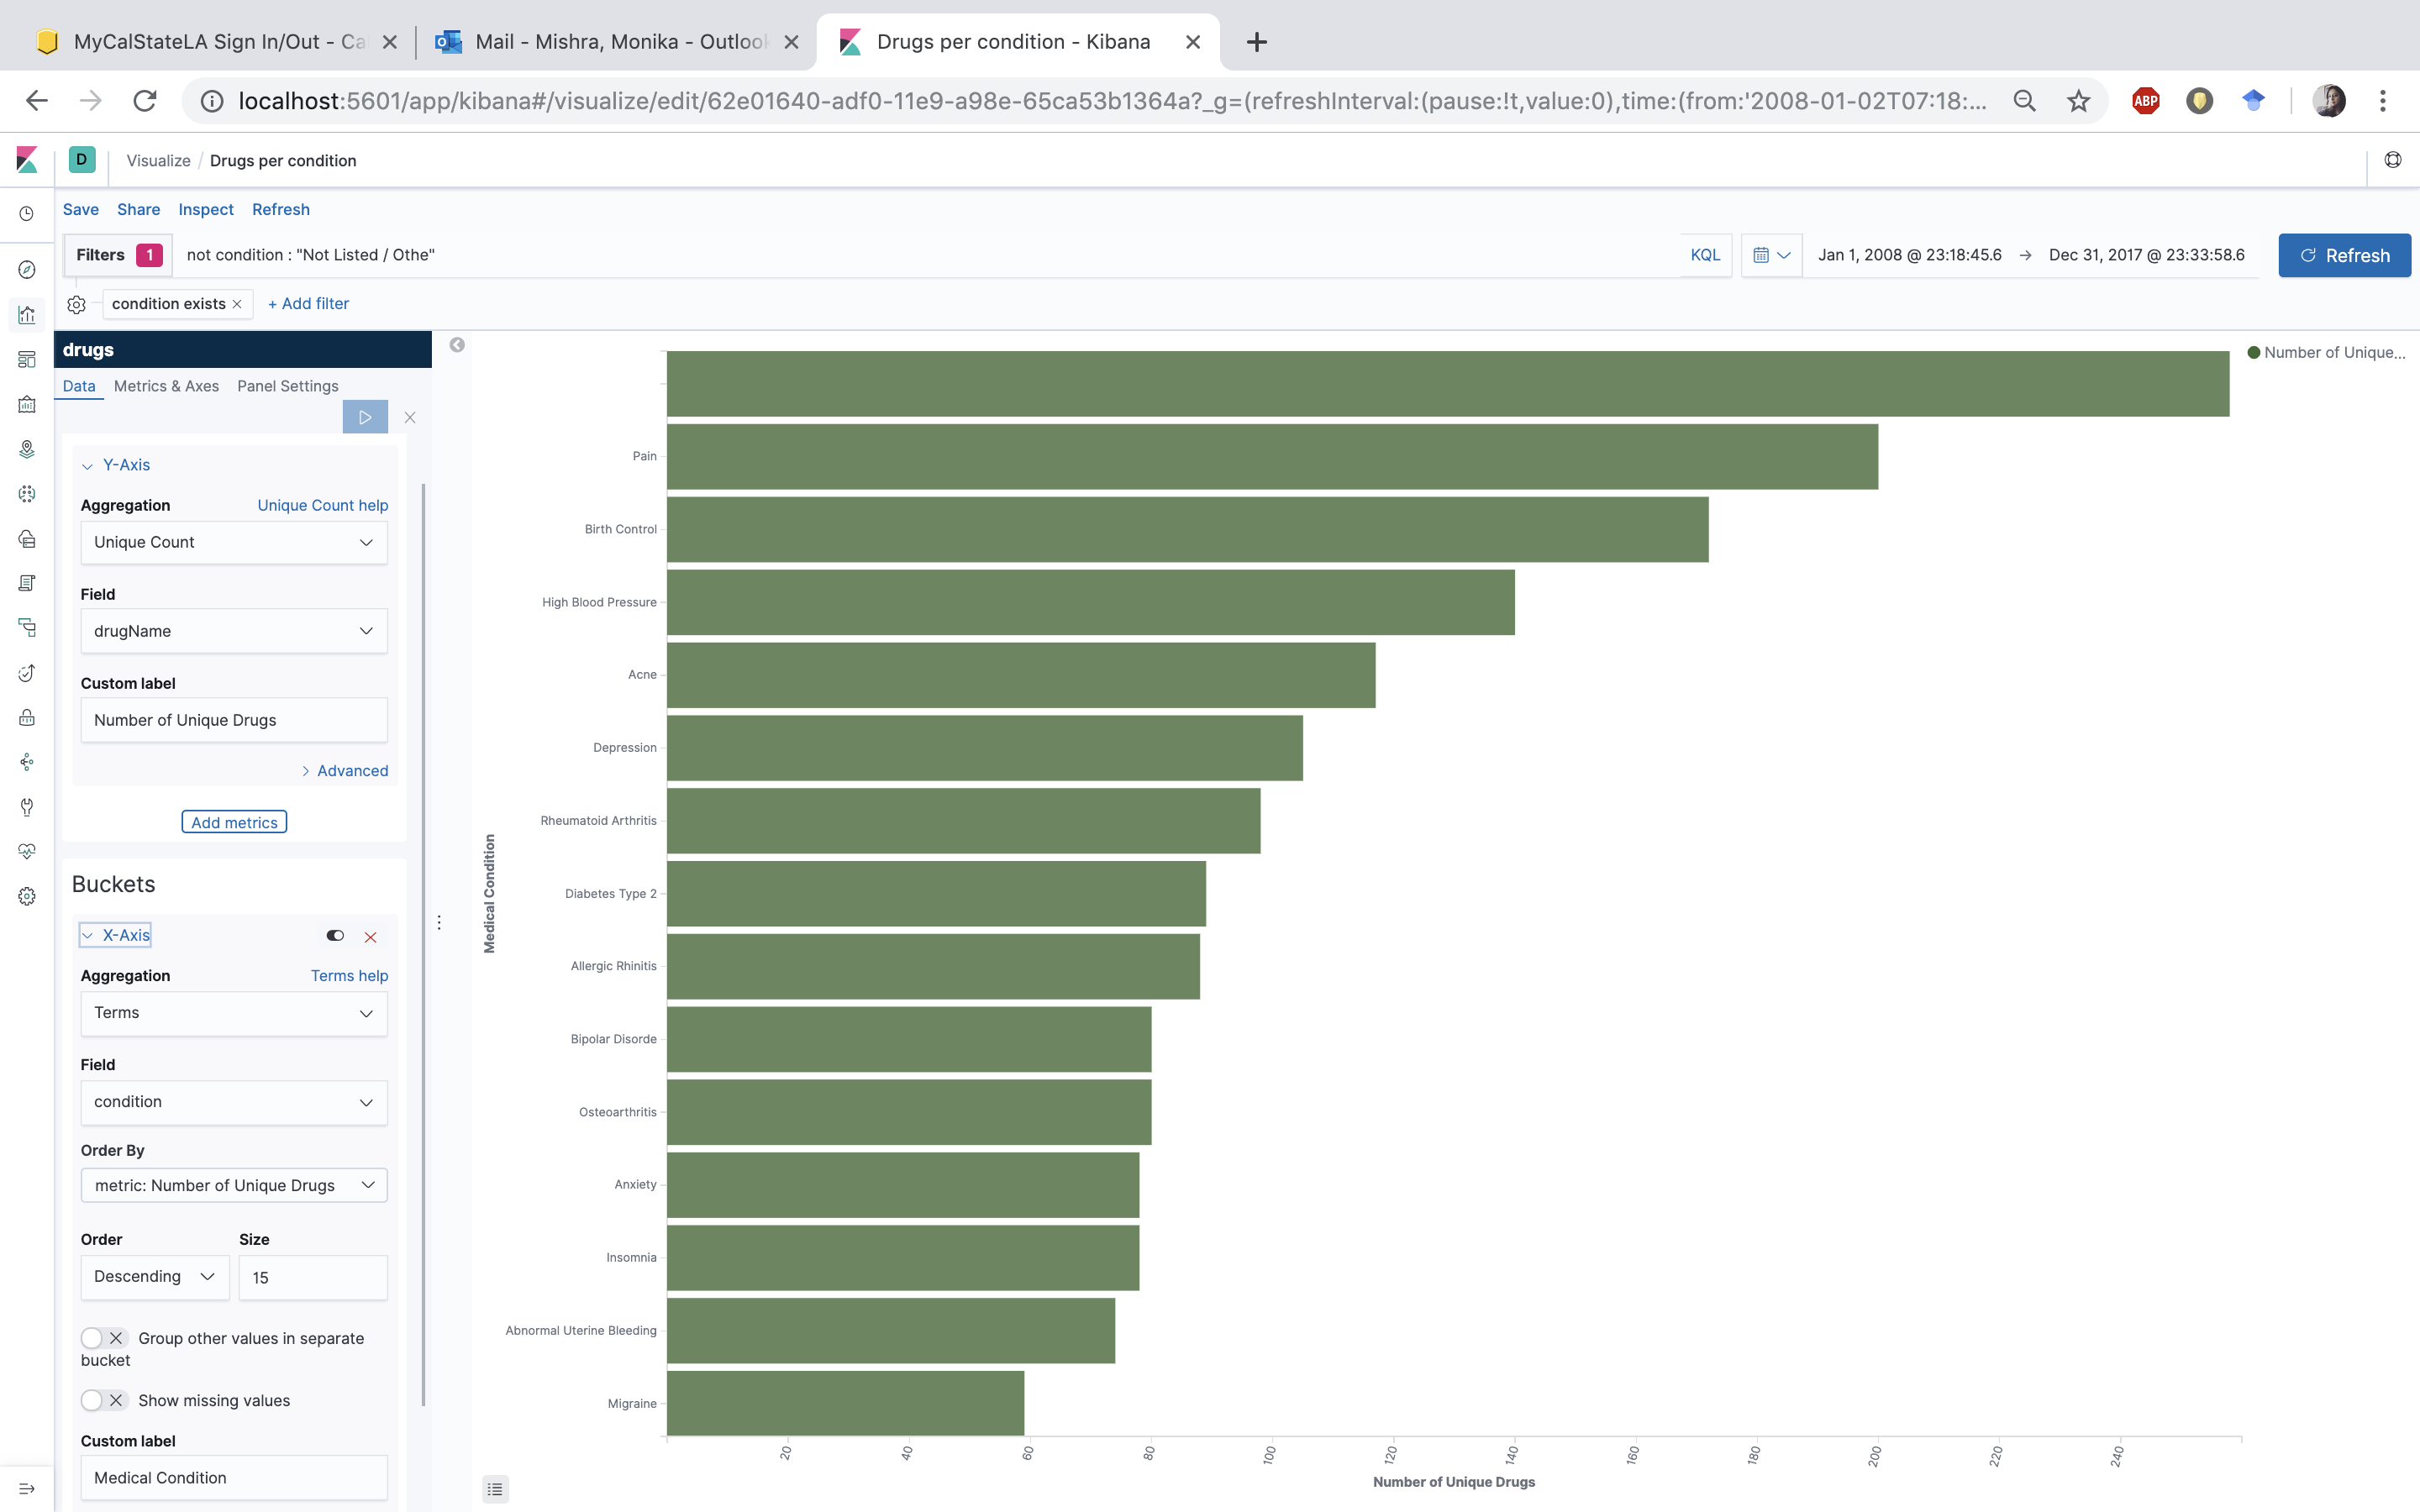 MyCalStateLA Sign In/Out - Ca
Mail - Mishra, Monika - Outlook
Drugs per condition - Kibana
localhost:5601/app/kibana#/visualize/edit/62e01640-adf0-11e9-a98e-65ca53b1364a?_g=(refreshInterval:(pause:!t,value:0),time:(from:'2008-01-02T07:18:...
ABP
D
Visualize / Drugs per condition
Save Share Inspect Refresh
Filters 1 not condition : "Not Listed / Othe" KQL Jan 1, 2008 @ 23:18:45.6 → Dec 31, 2017 @ 23:33:58.6 Refresh
condition exists × + Add filter
drugs
Data Metrics & Axes Panel Settings
Y-Axis
Aggregation Unique Count help
Unique Count
Field
drugName
Custom label
Number of Unique Drugs
Advanced
Add metrics
Buckets
X-Axis
Aggregation Terms help
Terms
Field
condition
Order By
metric: Number of Unique Drugs
Order Size
Descending 15
Group other values in separate
bucket
Show missing values
Custom label
Medical Condition
Number of Unique...
Medical Condition
Pain
Birth Control
High Blood Pressure
Acne
Depression
Rheumatoid Arthritis
Diabetes Type 2
Allergic Rhinitis
Bipolar Disorde
Osteoarthritis
Anxiety
Insomnia
Abnormal Uterine Bleeding
Migraine
20 40 60 80 100 120 140 160 180 200 220 240
Number of Unique Drugs